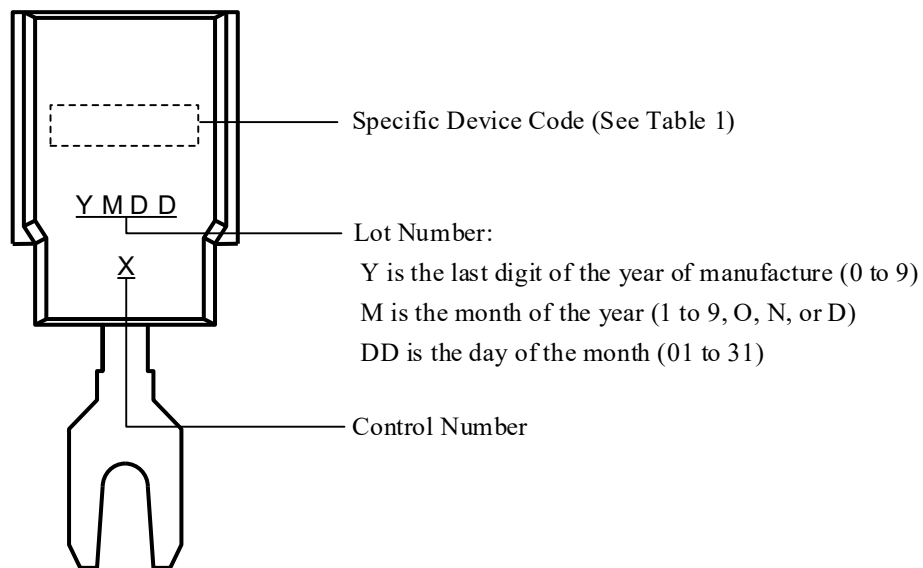 Specific Device Code (See Table 1)
Y M D D
Lot Number:
X
Y is the last digit of the year of manufacture (0 to 9)
M is the month of the year (1 to 9, O, N, or D)
DD is the day of the month (01 to 31)
Control Number